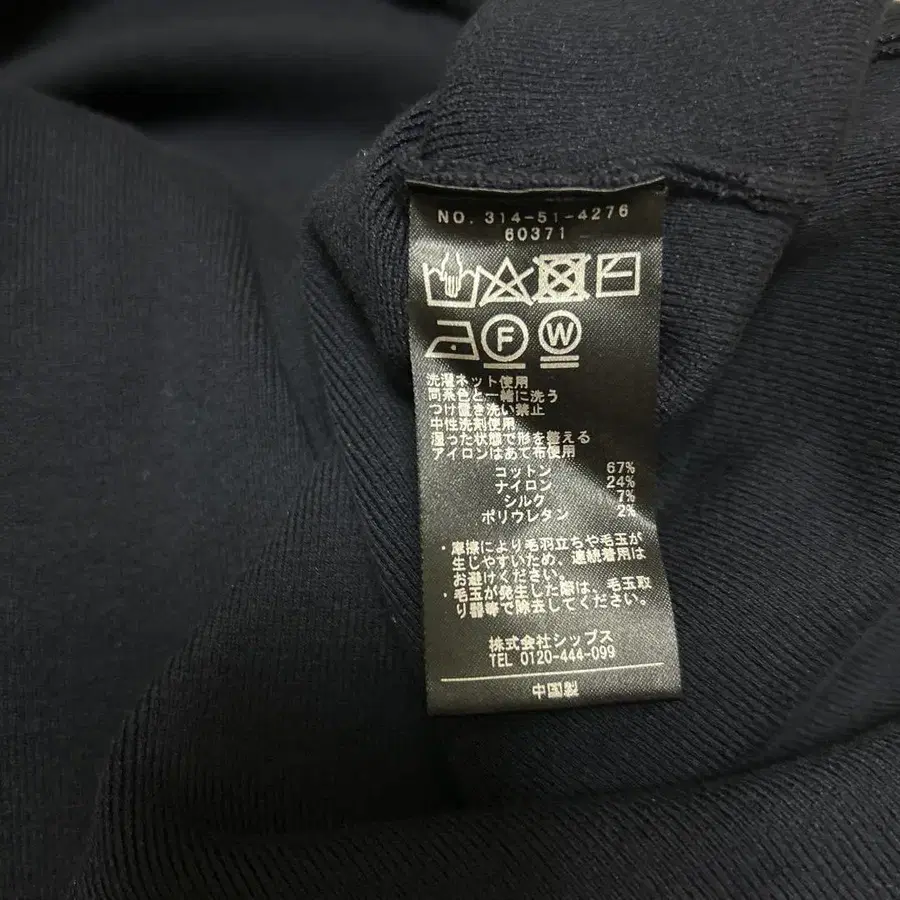 NO. 314-51-4276
60371
F W
洗濯ネット使用
同系色と一緒に洗う
つけ置き洗い禁止
中性洗剤使用
湿った状態で形を整える
アイロンはあて布使用
コットン 67%
ナイロン 24%
シルク 7%
ポリウレタン 2%
・摩擦により毛羽立ちや毛玉が
生じやすいため、連続着用は
お避けください。
・毛玉が発生した際は、毛玉取
り器等で除去してください。
株式会社シップス
TEL 0120-444-099
中国製